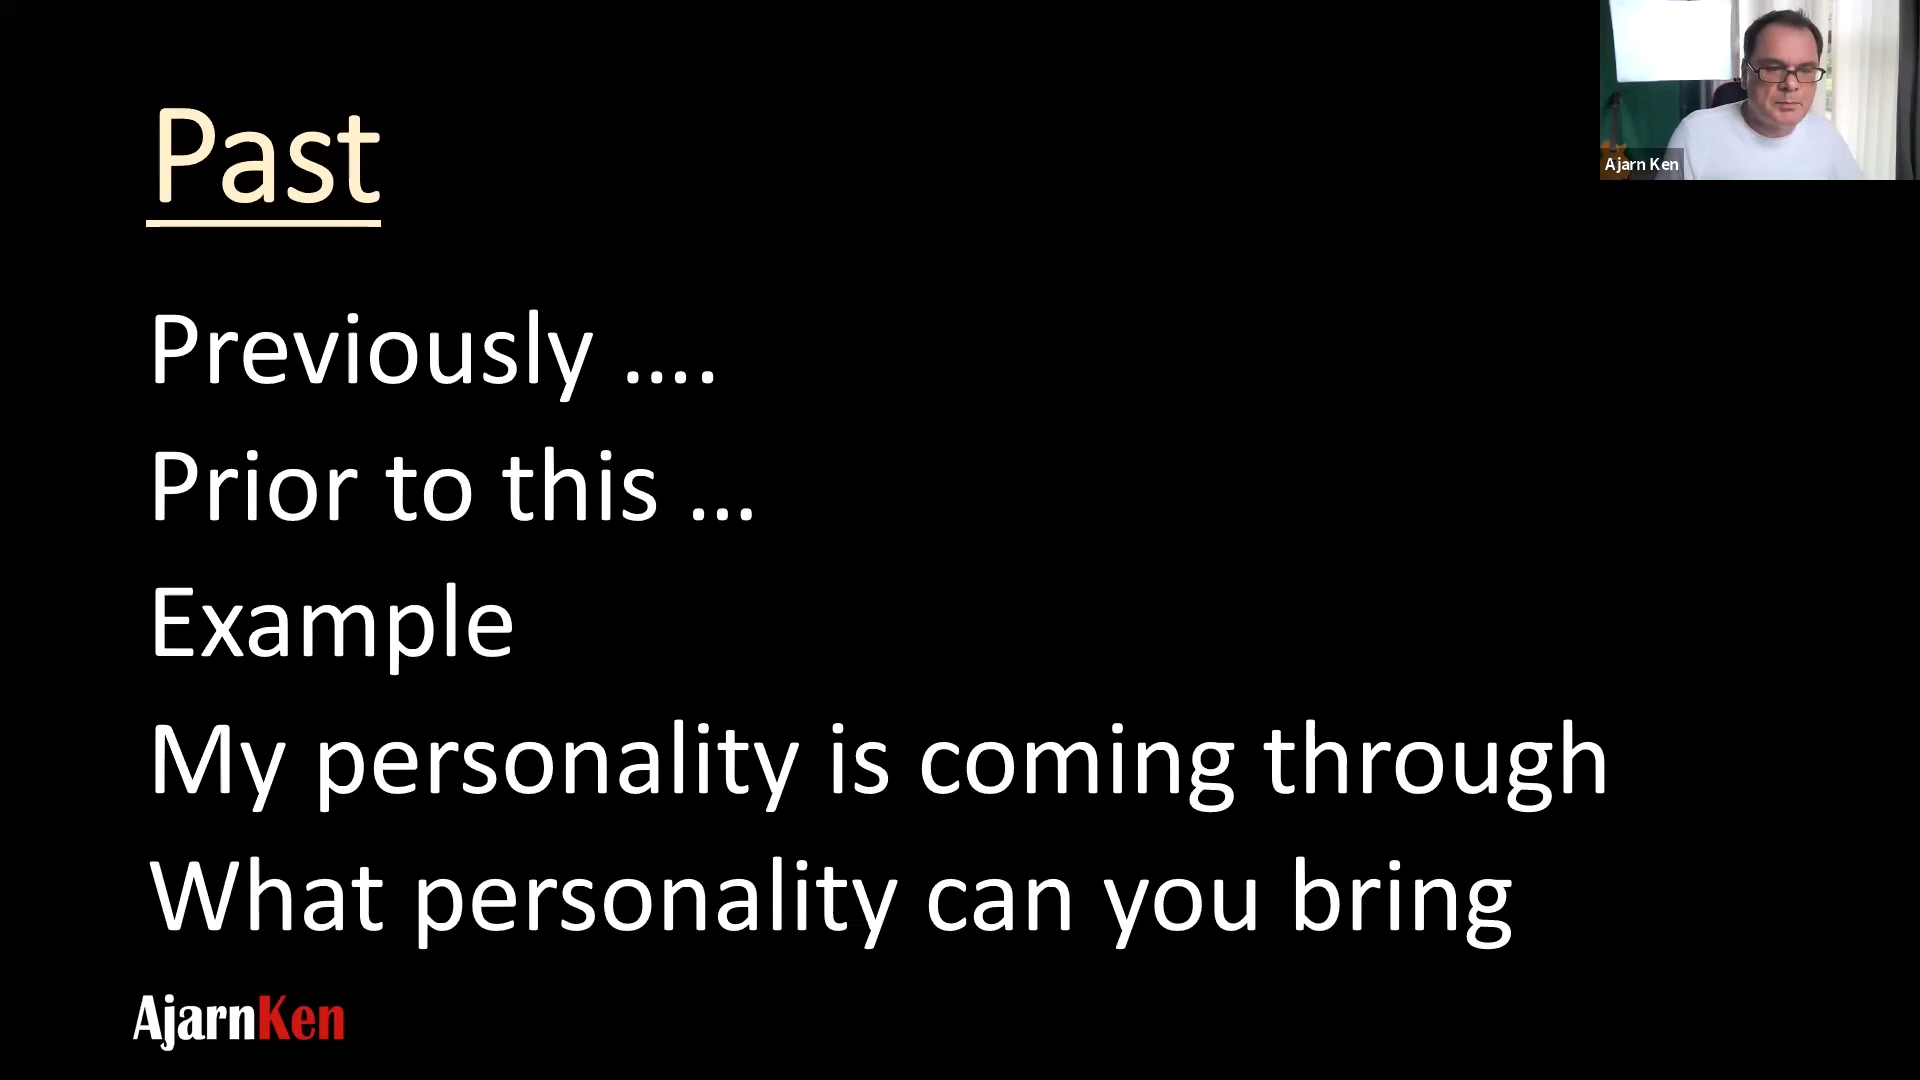 Past
Previously ....
Prior to this ...
Example
My personality is coming through
What personality can you bring
AjarnKen
Ajarn Ken